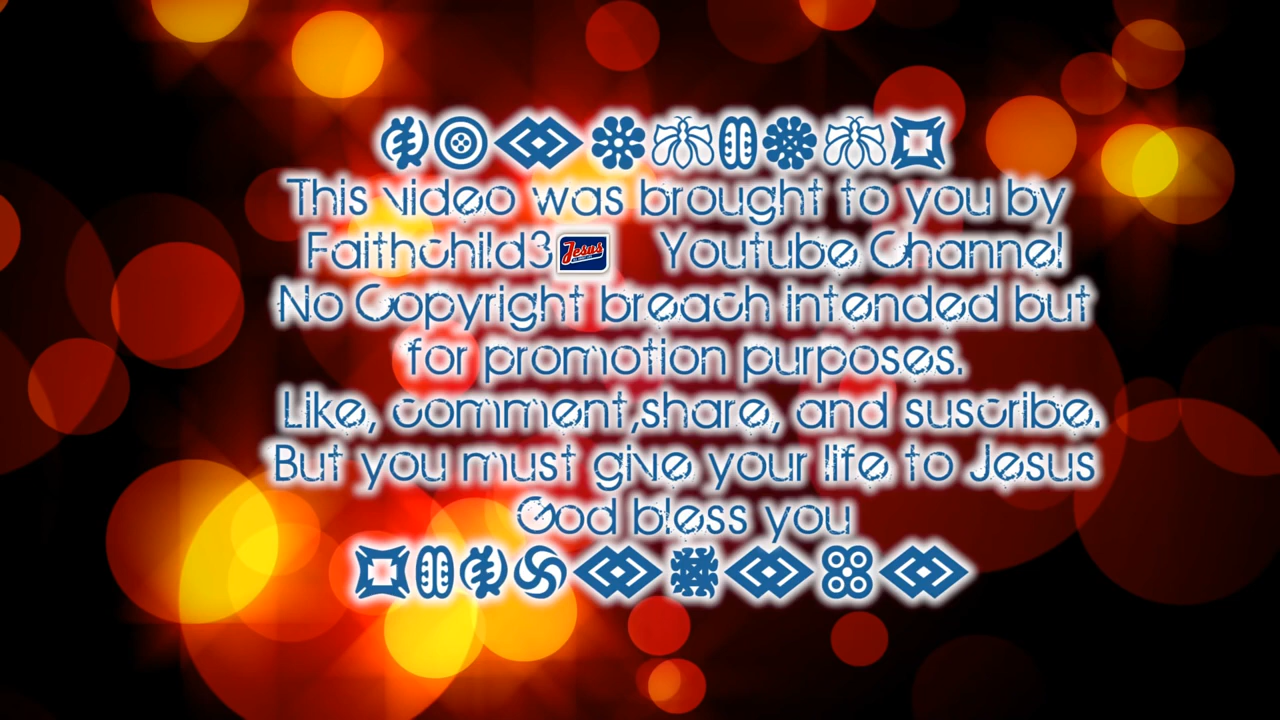 This video was brought to you by
Faithchild3 Jesus Youtube Channel
No Copyright breach intended but
for promotion purposes.
Like, comment,share, and suscribe.
But you must give your life to Jesus
God bless you